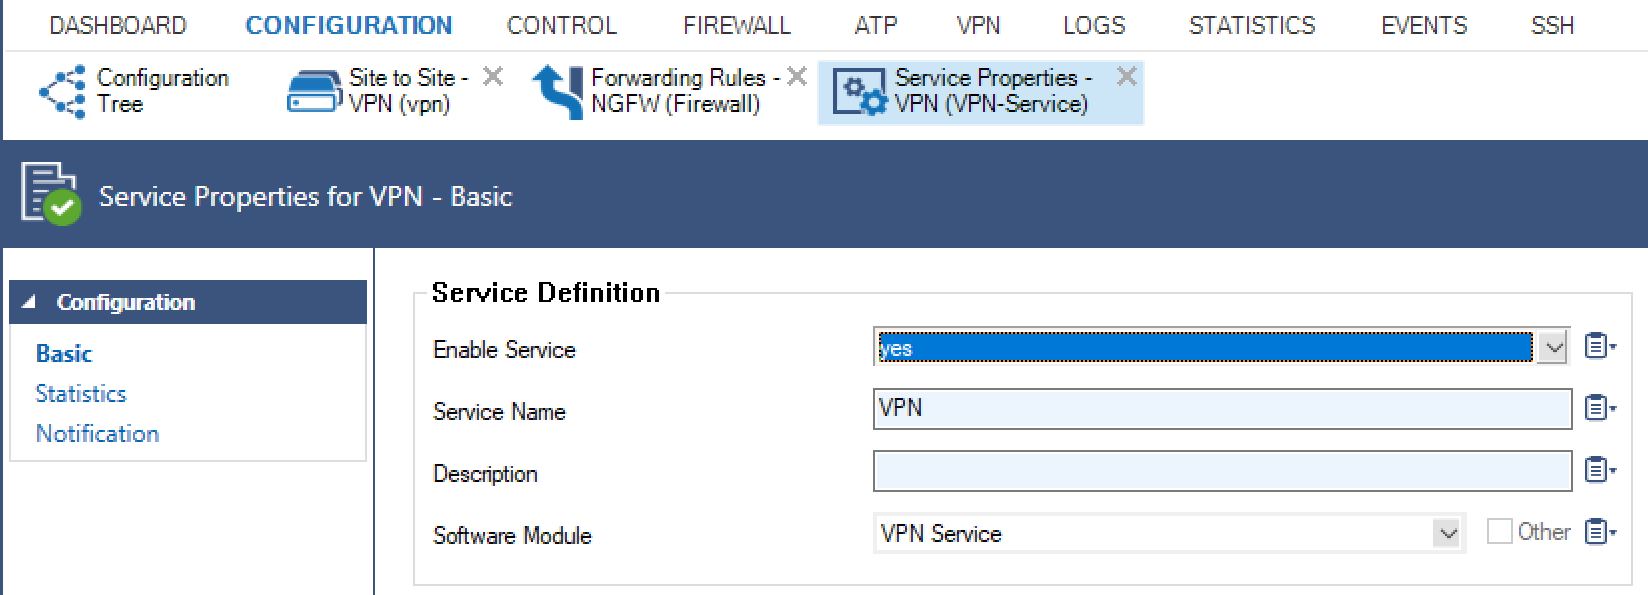 DASHBOARD CONFIGURATION CONTROL FIREWALL ATP VPN LOGS STATISTICS EVENTS SSH
Configuration
Tree
Site to Site -
VPN (vpn)
Forwarding Rules -
NGFW (Firewall)
Service Properties -
VPN (VPN-Service)
Service Properties for VPN - Basic
Configuration
Basic
Statistics
Notification
Service Definition
Enable Service yes
Service Name VPN
Description
Software Module VPN Service Other